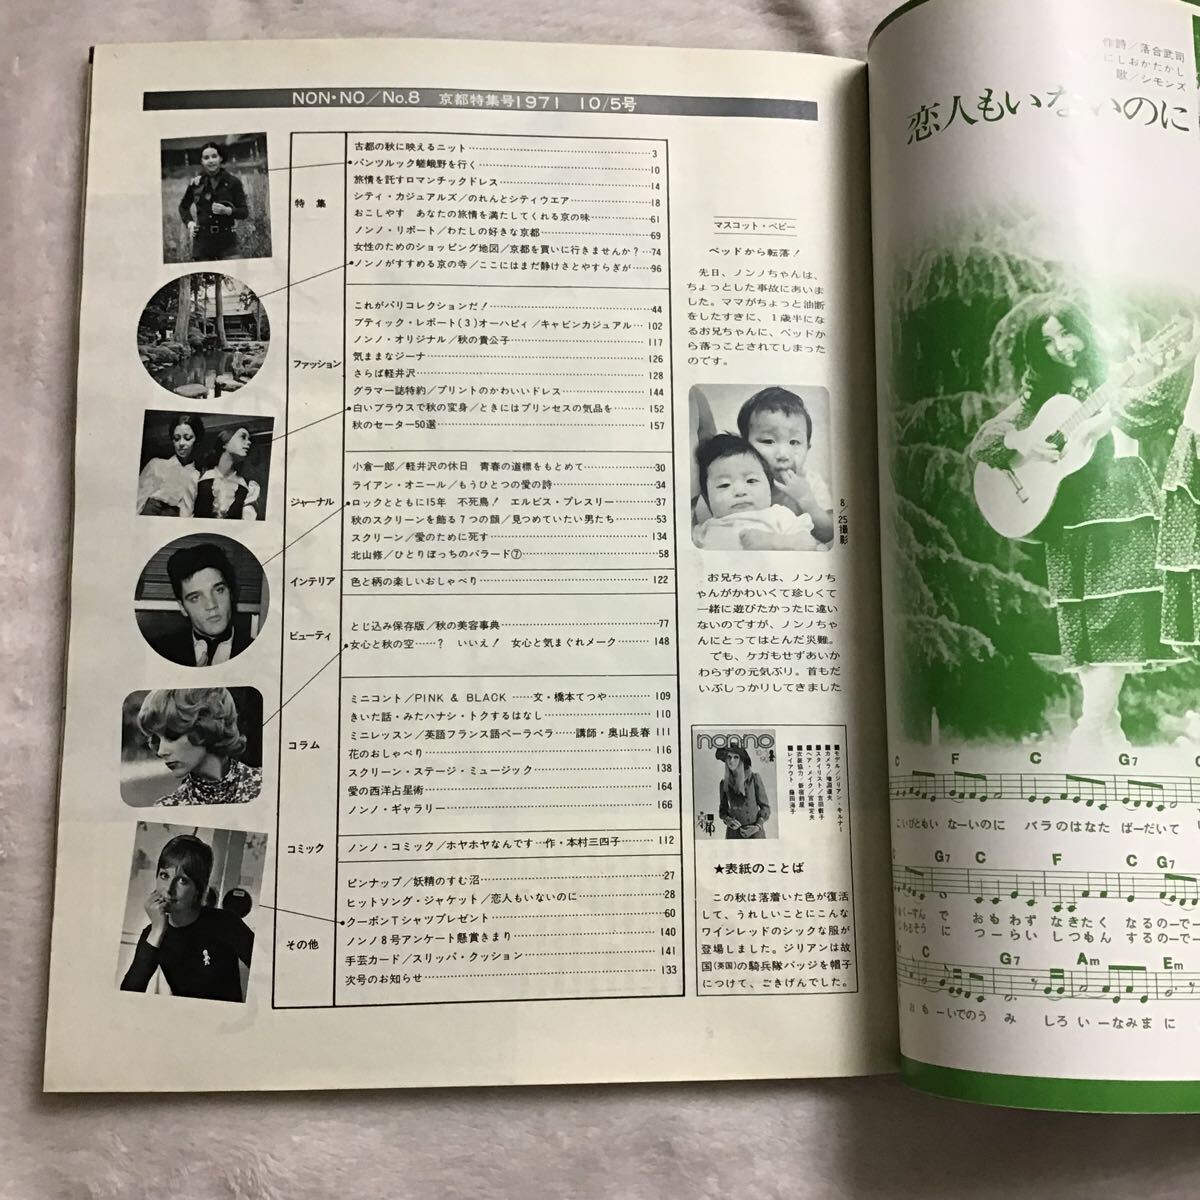 NON・NO/No.8 京都特集号1971 10/5号
特集
古都の秋に映えるニット 3
パンツルック嵯峨野を行く 10
旅情を託すロマンチックドレス 14
シティ・カジュアルズ/のれんとシティウエア 18
おこしやす あなたの旅情を満たしてくれる京の味 61
ノンノ・リポート/わたしの好きな京都 69
女性のためのショッピング地図/京都を買いに行きませんか? 74
ノンノがすすめる京の寺/ここにはまだ静けさとやすらぎが 96
ファッション
これがパリコレクションだ! 44
ブティック・レポート(3)オーハビィ/キャビンカジュアル 102
ノンノ・オリジナル/秋の貴公子 117
気ままなジーナ 126
さらば軽井沢 128
グラマー誌特約/プリントのかわいいドレス 144
白いブラウスで秋の変身/ときにはプリンセスの気品を 152
秋のセーター50選 157
ジャーナル
小倉一郎/軽井沢の休日 青春の道標をもとめて 30
ライアン・オニール/もうひとつの愛の詩 34
ロックとともに15年 不死鳥! エルビス・プレスリー 37
秋のスクリーンを飾る7つの顔/見つめていたい男たち 53
スクリーン/愛のために死す 134
北山修/ひとりぼっちのバラード⑦ 58
インテリア
色と柄の楽しいおしゃべり 122
ビューティ
とじ込み保存版/秋の美容事典 77
女心と秋の空……? いいえ! 女心と気まぐれメーク 148
コラム
ミニコント/PINK & BLACK ……文・橋本てつや 109
きいた話・みたハナシ・トクするはなし 110
ミニレッスン/英語フランス語ペーラペラ……講師・奥山長春 111
花のおしゃべり 116
スクリーン・ステージ・ミュージック 138
愛の西洋占星術 164
ノンノ・ギャラリー 166
コミック
ノンノ・コミック/ホヤホヤなんです…作・本村三四子 112
その他
ピンナップ/妖精のすむ沼 27
ヒットソング・ジャケット/恋人もいないのに 28
クーポンTシャツプレゼント 60
ノンノ8号アンケート懸賞きまり 140
手芸カード/スリッパ・クッション 141
次号のお知らせ 133
マスコット・ベビー
ベッドから転落!
先日、ノンノちゃんは、
ちょっとした事故にあいま
した。ママがちょっと油断
をしたすきに、1歳半にな
るお兄ちゃんに、ベッドか
ら落っことされてしまった
のです。
8/25撮影
お兄ちゃんは、ノンノち
ゃんがかわいくて珍しくて
一緒に遊びたかったに違い
ないのですが、ノンノちゃ
んにとってはとんだ災難。
でも、ケガもせずあいか
わらずの元気ぶり。首もだ
いぶしっかりしてきました
non・no
京都
■モデル/ジリアン・キルナー
■スタイリスト/吉田叡子
■レイアウト
★表紙のことば
この秋は落着いた色が復活
して、うれしいことにこんな
ワインレッドのシックな服が
登場しました。ジリアンは故
国(英国)の騎兵隊バッジを帽子
につけて、ごきげんでした。
作詩/落合武司
にしおかたかし
歌/シモンズ
恋人もいないのに
C F C G7 C
こいびともい なーいのに バラのはなた ばーだいて
C G7 C F C G7
おもわず なきたく なるのーで
つーらい しつもん するのーで
C G7 Am Em
おもーいでのう み しろい ーなみま に